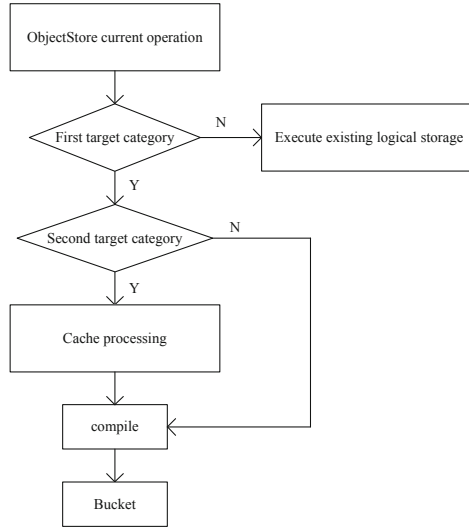 ObjectStore current operation
First target category
N
Execute existing logical storage
Y
Second target category
N
Y
Cache processing
compile
Bucket